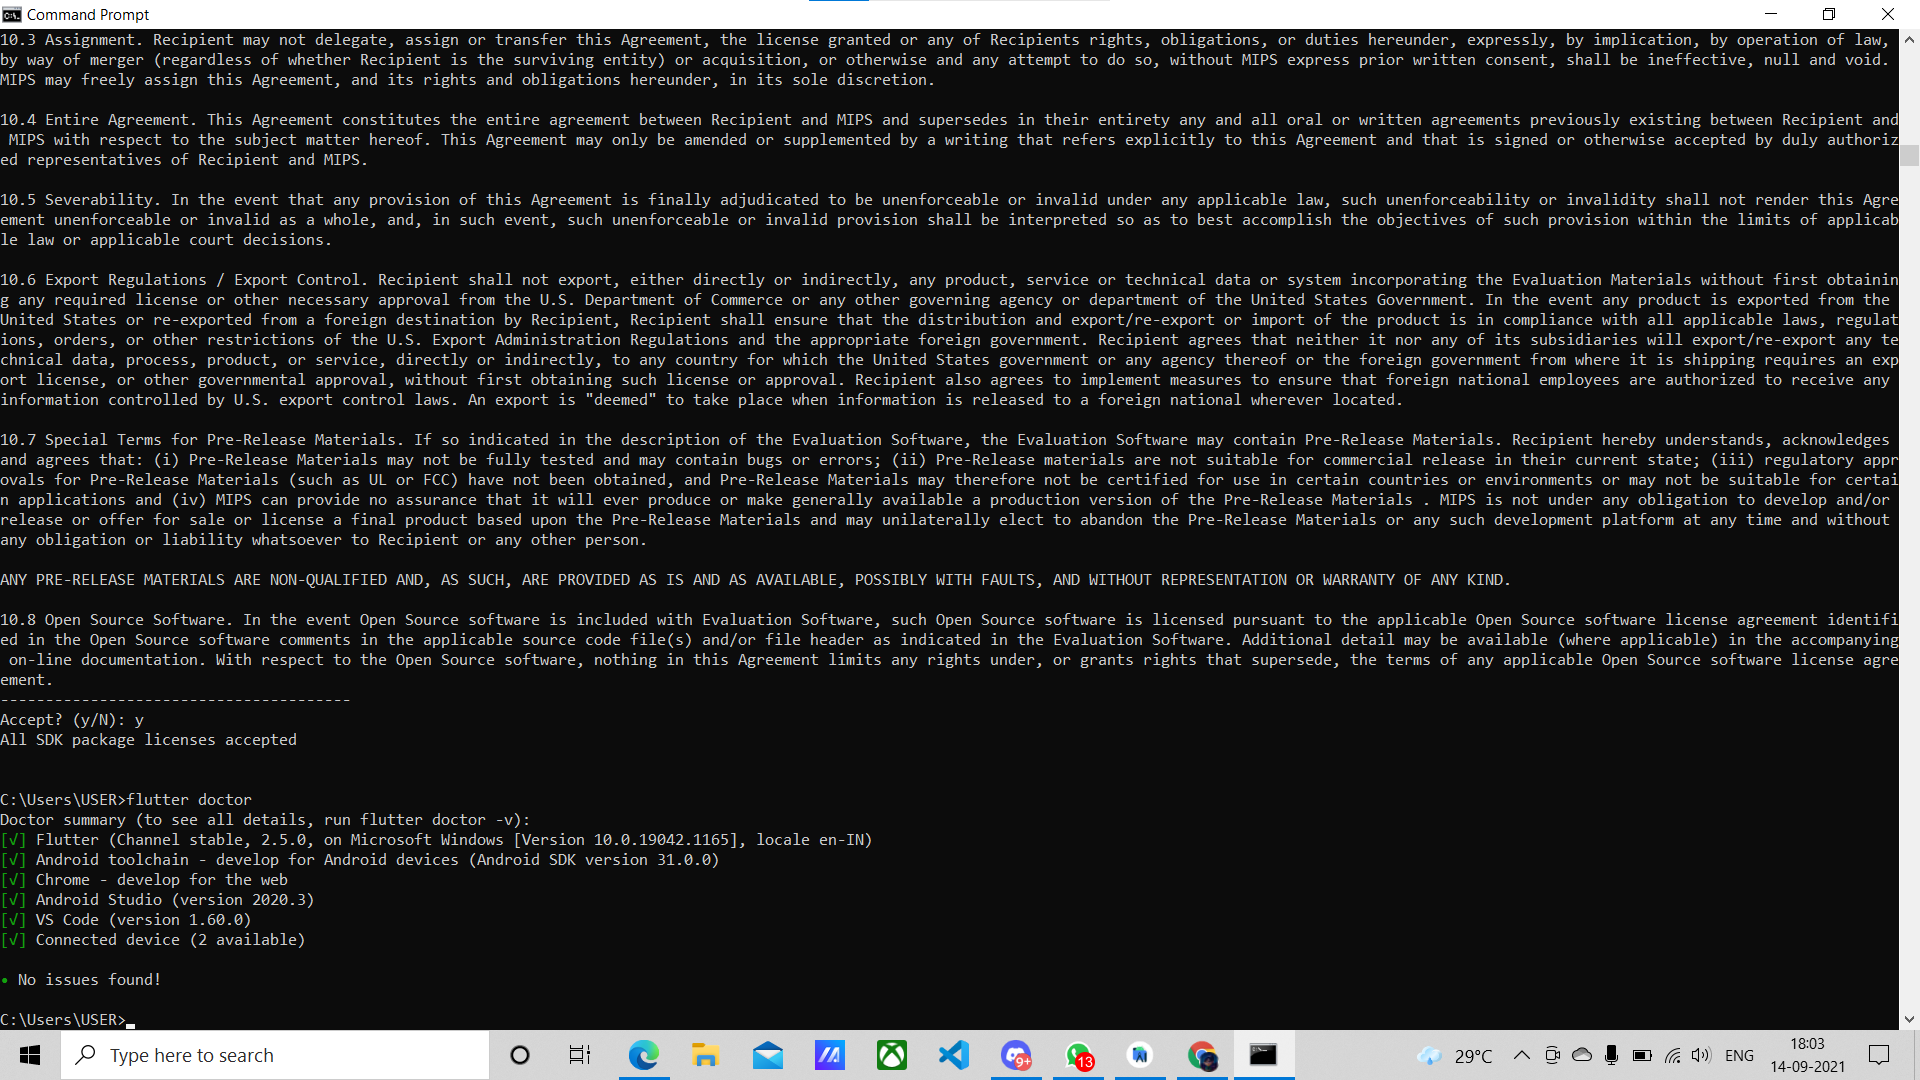 Command Prompt
10.3 Assignment. Recipient may not delegate, assign or transfer this Agreement, the license granted or any of Recipients rights, obligations, or duties hereunder, expressly, by implication, by operation of law,
by way of merger (regardless of whether Recipient is the surviving entity) or acquisition, or otherwise and any attempt to do so, without MIPS express prior written consent, shall be ineffective, null and void.
MIPS may freely assign this Agreement, and its rights and obligations hereunder, in its sole discretion.
10.4 Entire Agreement. This Agreement constitutes the entire agreement between Recipient and MIPS and supersedes in their entirety any and all oral or written agreements previously existing between Recipient and
MIPS with respect to the subject matter hereof. This Agreement may only be amended or supplemented by a writing that refers explicitly to this Agreement and that is signed or otherwise accepted by duly authoriz
ed representatives of Recipient and MIPS.
10.5 Severability. In the event that any provision of this Agreement is finally adjudicated to be unenforceable or invalid under any applicable law, such unenforceability or invalidity shall not render this Agre
ement unenforceable or invalid as a whole, and, in such event, such unenforceable or invalid provision shall be interpreted so as to best accomplish the objectives of such provision within the limits of applicab
le law or applicable court decisions.
10.6 Export Regulations / Export Control. Recipient shall not export, either directly or indirectly, any product, service or technical data or system incorporating the Evaluation Materials without first obtainin
g any required license or other necessary approval from the U.S. Department of Commerce or any other governing agency or department of the United States Government. In the event any product is exported from the
United States or re-exported from a foreign destination by Recipient, Recipient shall ensure that the distribution and export/re-export or import of the product is in compliance with all applicable laws, regulat
ions, orders, or other restrictions of the U.S. Export Administration Regulations and the appropriate foreign government. Recipient agrees that neither it nor any of its subsidiaries will export/re-export any te
chnical data, process, product, or service, directly or indirectly, to any country for which the United States government or any agency thereof or the foreign government from where it is shipping requires an exp
ort license, or other governmental approval, without first obtaining such license or approval. Recipient also agrees to implement measures to ensure that foreign national employees are authorized to receive any
information controlled by U.S. export control laws. An export is "deemed" to take place when information is released to a foreign national wherever located.
10.7 Special Terms for Pre-Release Materials. If so indicated in the description of the Evaluation Software, the Evaluation Software may contain Pre-Release Materials. Recipient hereby understands, acknowledges
and agrees that: (i) Pre-Release Materials may not be fully tested and may contain bugs or errors; (ii) Pre-Release materials are not suitable for commercial release in their current state; (iii) regulatory appr
ovals for Pre-Release Materials (such as UL or FCC) have not been obtained, and Pre-Release Materials may therefore not be certified for use in certain countries or environments or may not be suitable for certai
n applications and (iv) MIPS can provide no assurance that it will ever produce or make generally available a production version of the Pre-Release Materials . MIPS is not under any obligation to develop and/or
release or offer for sale or license a final product based upon the Pre-Release Materials and may unilaterally elect to abandon the Pre-Release Materials or any such development platform at any time and without
any obligation or liability whatsoever to Recipient or any other person.
ANY PRE-RELEASE MATERIALS ARE NON-QUALIFIED AND, AS SUCH, ARE PROVIDED AS IS AND AS AVAILABLE, POSSIBLY WITH FAULTS, AND WITHOUT REPRESENTATION OR WARRANTY OF ANY KIND.
10.8 Open Source Software. In the event Open Source software is included with Evaluation Software, such Open Source software is licensed pursuant to the applicable Open Source software license agreement identifi
ed in the Open Source software comments in the applicable source code file(s) and/or file header as indicated in the Evaluation Software. Additional detail may be available (where applicable) in the accompanying
on-line documentation. With respect to the Open Source software, nothing in this Agreement limits any rights under, or grants rights that supersede, the terms of any applicable Open Source software license agre
ement.
---------------------------------------
Accept? (y/N): y
All SDK package licenses accepted
C:\Users\USER>flutter doctor
Doctor summary (to see all details, run flutter doctor -v):
[√] Flutter (Channel stable, 2.5.0, on Microsoft Windows [Version 10.0.19042.1165], locale en-IN)
[√] Android toolchain - develop for Android devices (Android SDK version 31.0.0)
[√] Chrome - develop for the web
[√] Android Studio (version 2020.3)
[√] VS Code (version 1.60.0)
[√] Connected device (2 available)
• No issues found!
C:\Users\USER>_
Type here to search
9+
13
29°C
ENG
18:03
14-09-2021